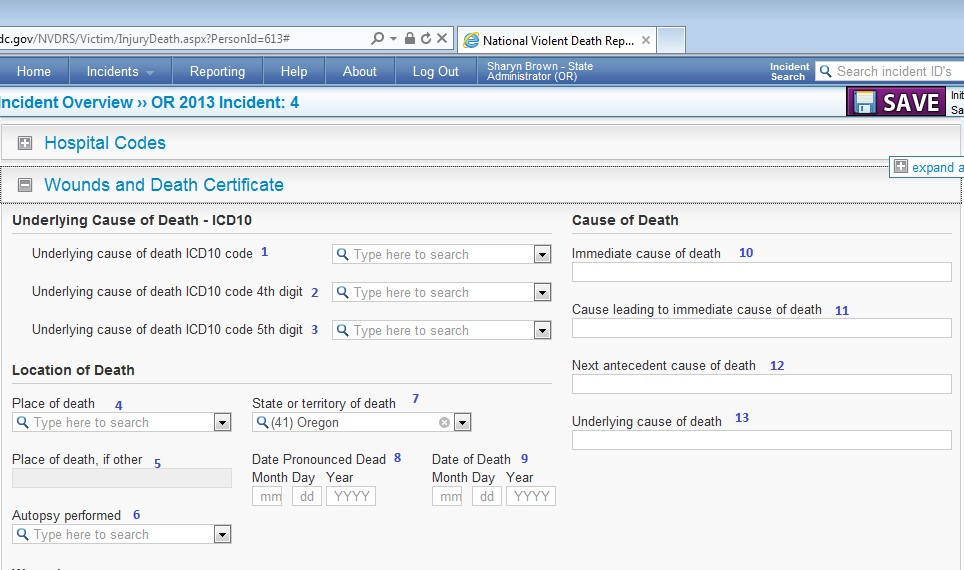 dc.gov/NVDRS/Victim/InjuryDeath.aspx?PersonId=613#
National Violent Death Rep...
Home Incidents Reporting Help About Log Out Sharyn Brown - State Administrator (OR) Incident Search Search incident ID's
Incident Overview ›› OR 2013 Incident: 4
SAVE
Hospital Codes
expand a
Wounds and Death Certificate
Underlying Cause of Death - ICD10
Underlying cause of death ICD10 code 1 Type here to search
Underlying cause of death ICD10 code 4th digit 2 Type here to search
Underlying cause of death ICD10 code 5th digit 3 Type here to search
Location of Death
Place of death 4
Type here to search
State or territory of death 7
(41) Oregon
Place of death, if other 5
Date Pronounced Dead 8
Month Day Year
mm dd YYYY
Date of Death 9
Month Day Year
mm dd YYYY
Autopsy performed 6
Type here to search
Cause of Death
Immediate cause of death 10
Cause leading to immediate cause of death 11
Next antecedent cause of death 12
Underlying cause of death 13